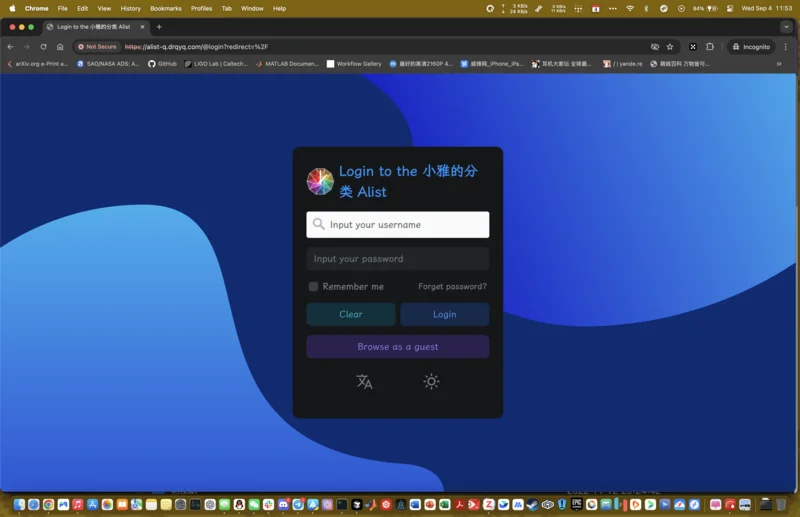 Chrome File Edit View History Bookmarks Profiles Tab Window Help
3 KB/s
24 KB/s
0 KB/s
11 KB/s
84% Wed Sep 4 11:53
Login to the 小雅的分类 Alist
Not Secure https://alist-q.drqyq.com/@login?redirect=%2F
Incognito
arXiv.org e-Print a... SAO/NASA ADS: A... GitHub LIGO Lab | Caltech... MATLAB Documen... Workflow Gallery 最好的高清2160P 4... 威锋网_iPhone_iPa... 耳机大家坛 全球最... / | yande.re 萌娘百科 万物皆可...
Login to the 小雅的分
类 Alist
Input your username
Input your password
Remember me Forget password?
Clear Login
Browse as a guest